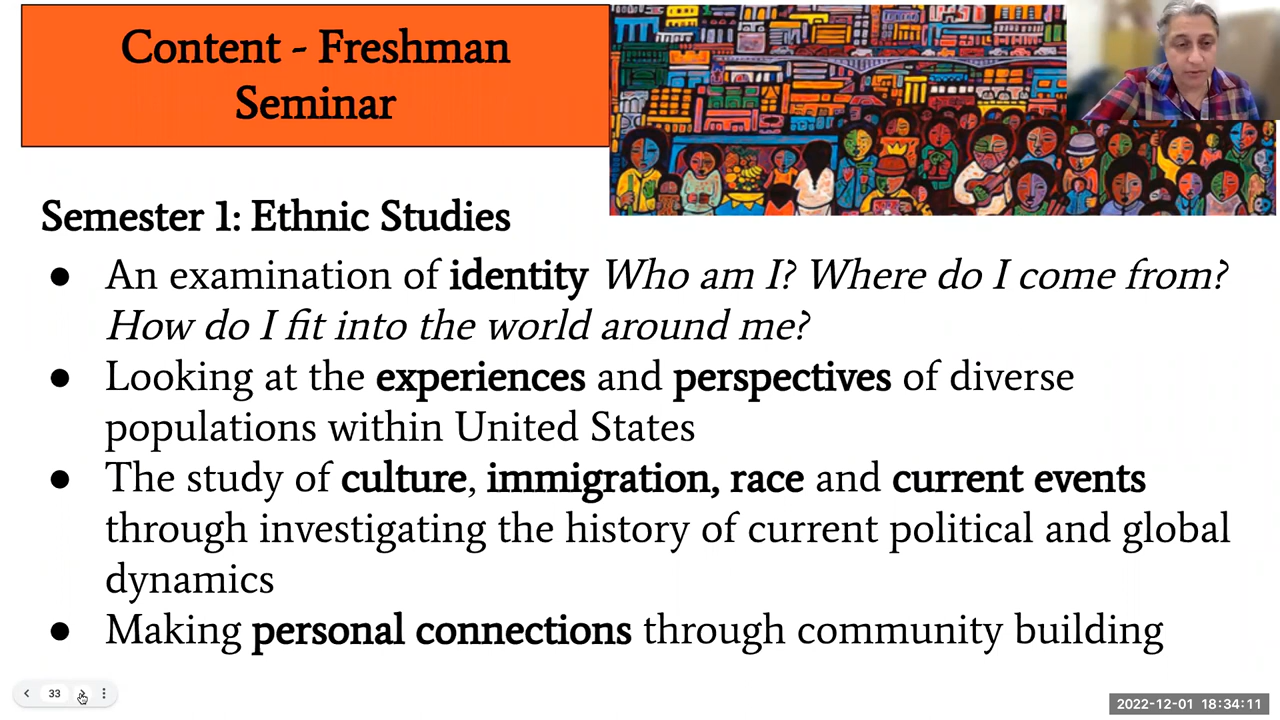 Content - Freshman
Seminar
Semester 1: Ethnic Studies
● An examination of identity Who am I? Where do I come from?
How do I fit into the world around me?
● Looking at the experiences and perspectives of diverse
populations within United States
● The study of culture, immigration, race and current events
through investigating the history of current political and global
dynamics
● Making personal connections through community building
33
2022-12-01 18:34:11